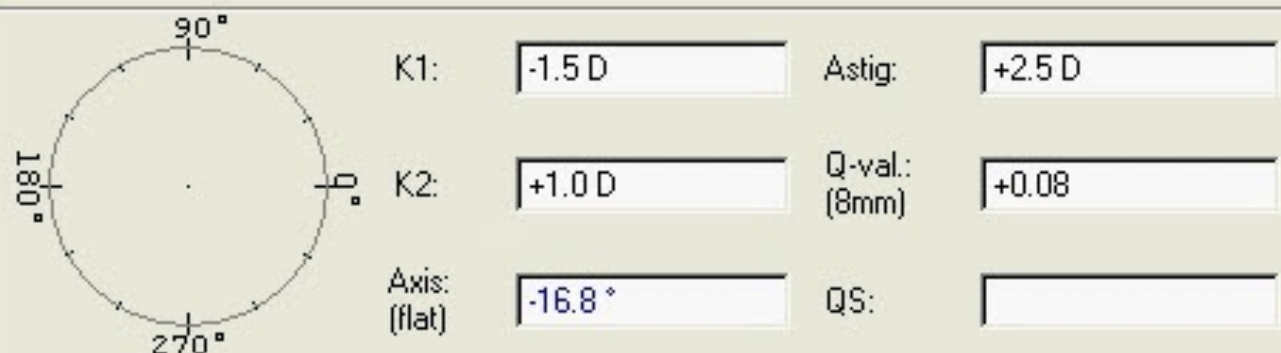 90°
180°
0°
270°
K1: -1.5 D Astig: +2.5 D
K2: +1.0 D Q-val.: (8mm) +0.08
Axis: (flat) -16.8 ° QS: